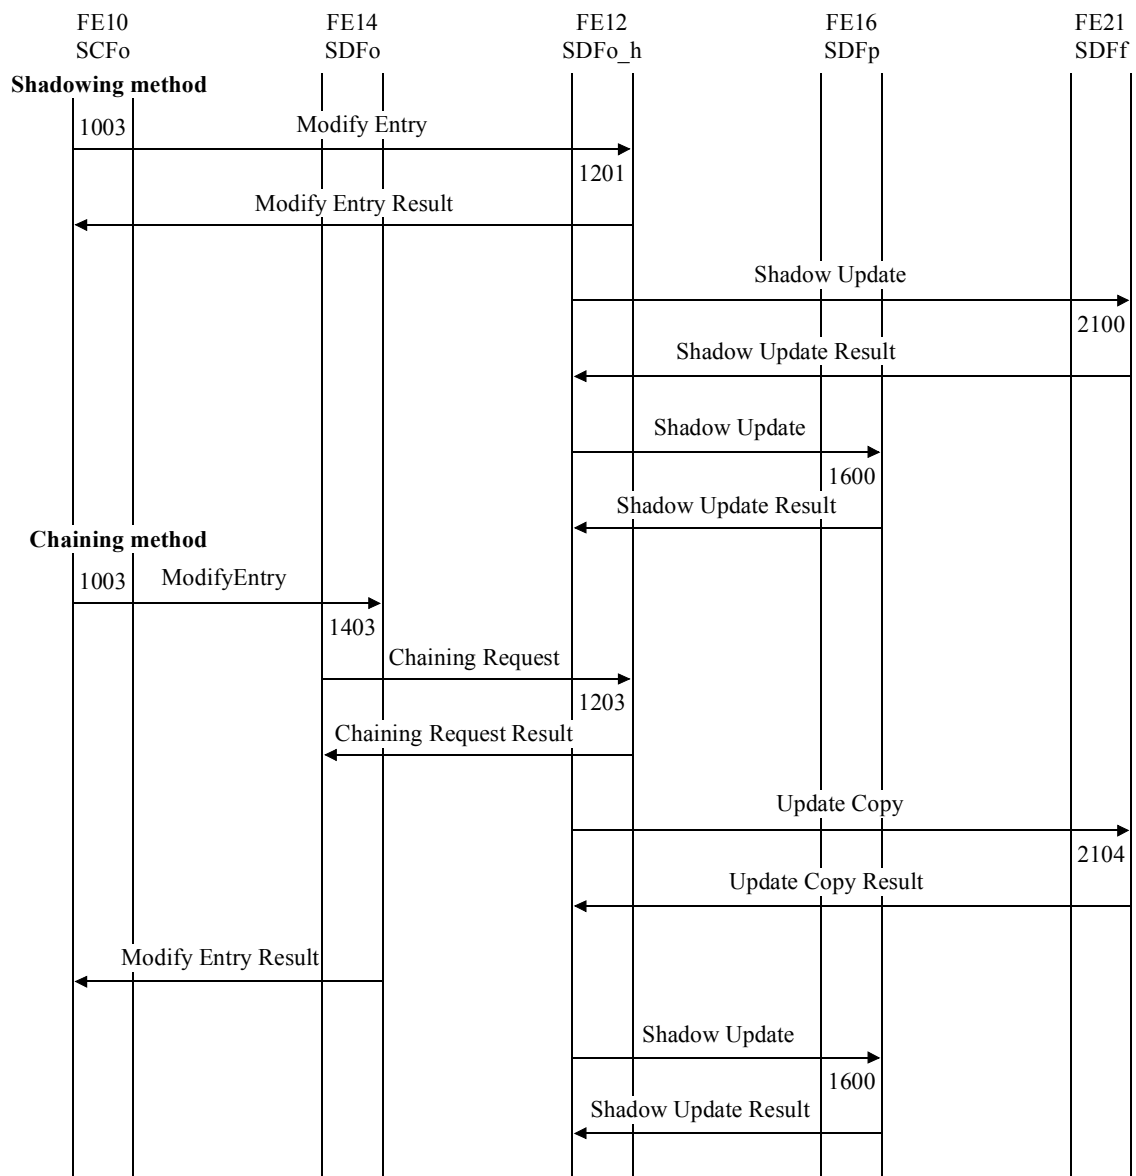 FE10 FE14 FE12 FE16 FE21
SCFo SDFo SDFo_h SDFp SDFf
Shadowing method
1003 Modify Entry
1201
Modify Entry Result
Shadow Update
2100
Shadow Update Result
Shadow Update
1600
Shadow Update Result
Chaining method
1003 ModifyEntry
1403
Chaining Request
1203
Chaining Request Result
Update Copy
2104
Update Copy Result
Modify Entry Result
Shadow Update
1600
Shadow Update Result